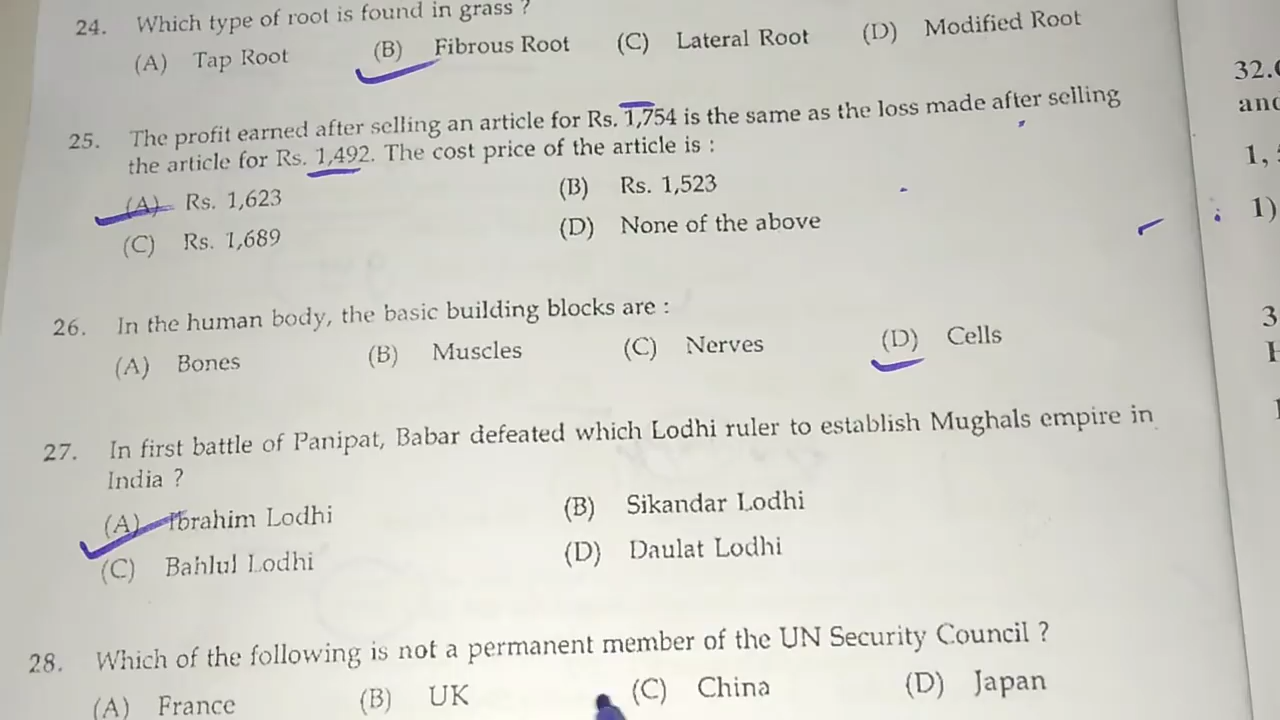 24. Which type of root is found in grass ?
(A) Tap Root (B) Fibrous Root (C) Lateral Root (D) Modified Root
25. The profit earned after selling an article for Rs. 1,754 is the same as the loss made after selling
the article for Rs. 1,492. The cost price of the article is :
(A) Rs. 1,623 (B) Rs. 1,523
(C) Rs. 1,689 (D) None of the above
26. In the human body, the basic building blocks are :
(A) Bones (B) Muscles (C) Nerves (D) Cells
27. In first battle of Panipat, Babar defeated which Lodhi ruler to establish Mughals empire in
India ?
(A) Ibrahim Lodhi (B) Sikandar Lodhi
(C) Bahlul Lodhi (D) Daulat Lodhi
28. Which of the following is not a permanent member of the UN Security Council ?
(A) France (B) UK (C) China (D) Japan
32.
1,
1)